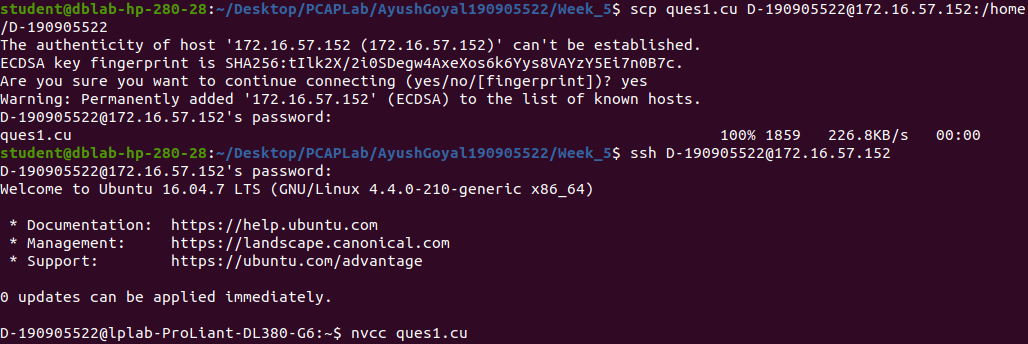 student@dblab-hp-280-28:~/Desktop/PCAPLab/AyushGoyal190905522/Week_5$ scp ques1.cu D-190905522@172.16.57.152:/home
/D-190905522
The authenticity of host '172.16.57.152 (172.16.57.152)' can't be established.
ECDSA key fingerprint is SHA256:tIlk2X/2i0SDegw4AxeXos6k6Yys8VAYzY5Ei7n0B7c.
Are you sure you want to continue connecting (yes/no/[fingerprint])? yes
Warning: Permanently added '172.16.57.152' (ECDSA) to the list of known hosts.
D-190905522@172.16.57.152's password:
ques1.cu 100% 1859 226.8KB/s 00:00
student@dblab-hp-280-28:~/Desktop/PCAPLab/AyushGoyal190905522/Week_5$ ssh D-190905522@172.16.57.152
D-190905522@172.16.57.152's password:
Welcome to Ubuntu 16.04.7 LTS (GNU/Linux 4.4.0-210-generic x86_64)
* Documentation: https://help.ubuntu.com
* Management: https://landscape.canonical.com
* Support: https://ubuntu.com/advantage
0 updates can be applied immediately.
D-190905522@lplab-ProLiant-DL380-G6:~$ nvcc ques1.cu